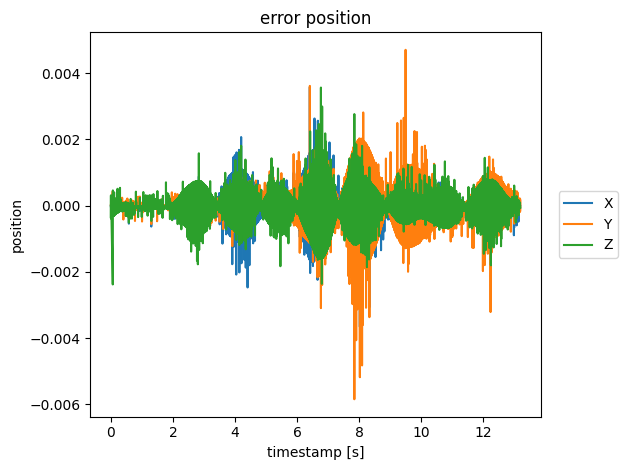 error position
0.004
0.002
0.000
−0.002
−0.004
−0.006
position
0 2 4 6 8 10 12
timestamp [s]
X
Y
Z